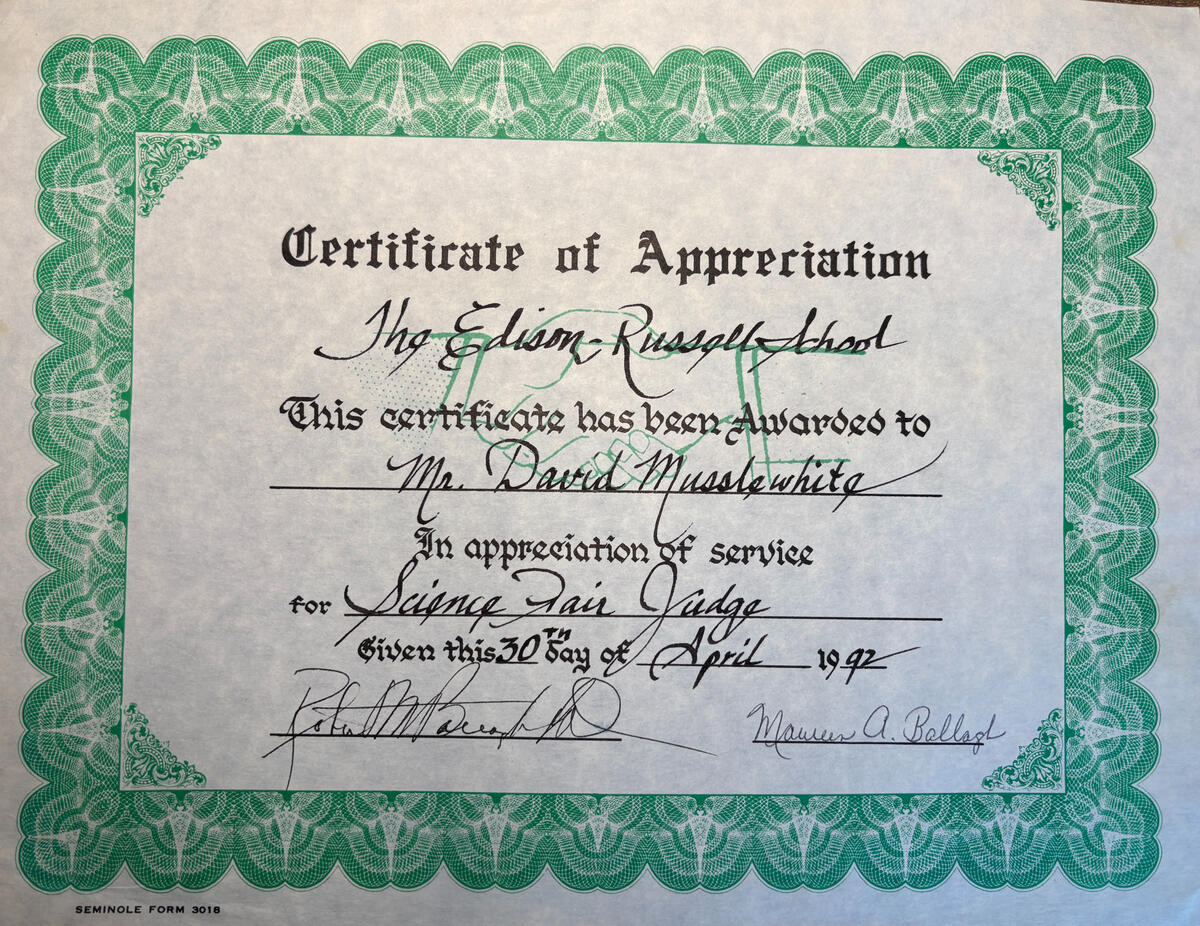 Certificate of Appreciation
The Edison-Russell School
This certificate has been Awarded to
Mr. David Musslewhite
In appreciation of service
for Science Fair Judge
Given this 30TH day of April 1992
Robert M
Maureen A. Ballagh
SEMINOLE FORM 3018